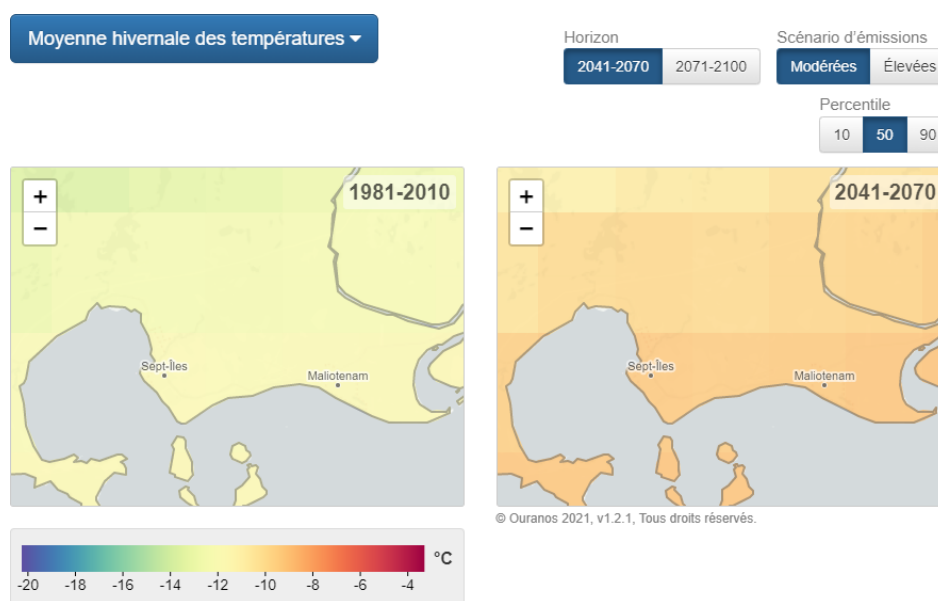 Moyenne hivernale des températures
Horizon
2041-2070 2071-2100
Scénario d'émissions
Modérées Élevées
Percentile
10 50 90
+
−
1981-2010
Sept-Îles
Maliotenam
+
−
2041-2070
Sept-Îles
Maliotenam
© Ouranos 2021, v1.2.1, Tous droits réservés.
°C
-20 -18 -16 -14 -12 -10 -8 -6 -4